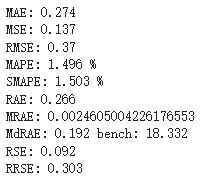 MAE: 0.274
MSE: 0.137
RMSE: 0.37
MAPE: 1.496 %
SMAPE: 1.503 %
RAE: 0.266
MRAE: 0.0024605004226176553
MdRAE: 0.192 bench: 18.332
RSE: 0.092
RRSE: 0.303